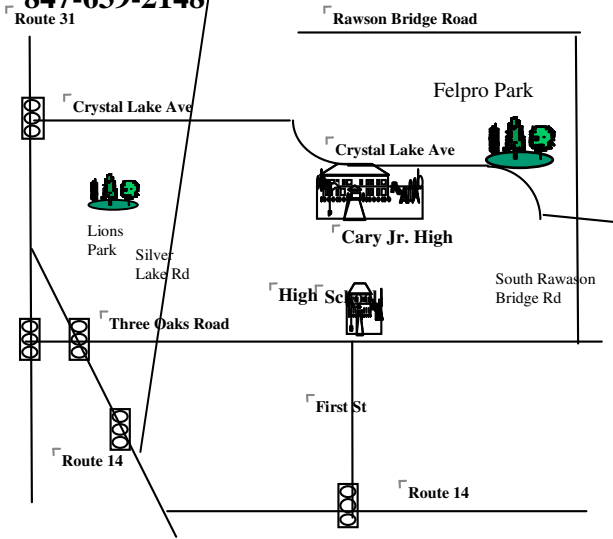 847-639-2148
Route 31
Rawson Bridge Road
Felpro Park
Crystal Lake Ave
Crystal Lake Ave
Lions
Park
Silver
Lake Rd
Cary Jr. High
High School
South Rawason
Bridge Rd
Three Oaks Road
First St
Route 14
Route 14